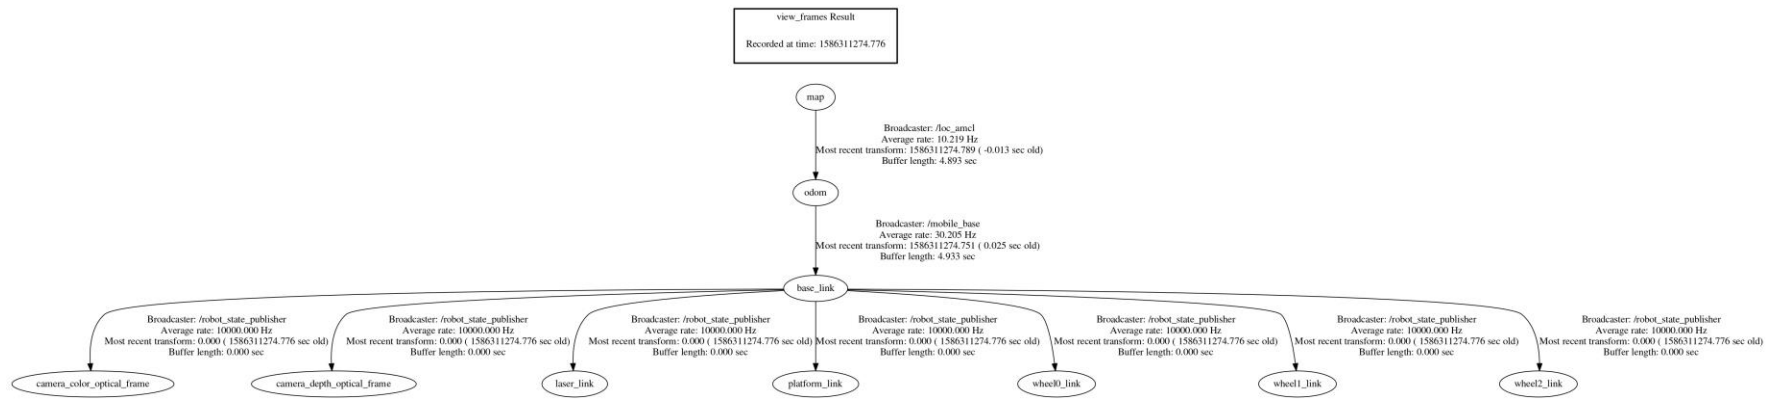 view_frames Result
Recorded at time: 1586311274.776
map
Broadcaster: /loc_amcl
Average rate: 10.219 Hz
Most recent transform: 1586311274.789 ( -0.013 sec old)
Buffer length: 4.893 sec
odom
Broadcaster: /mobile_base
Average rate: 30.205 Hz
Most recent transform: 1586311274.751 ( 0.025 sec old)
Buffer length: 4.933 sec
base_link
Broadcaster: /robot_state_publisher
Average rate: 10000.000 Hz
Most recent transform: 0.000 ( 1586311274.776 sec old)
Buffer length: 0.000 sec
Broadcaster: /robot_state_publisher
Average rate: 10000.000 Hz
Most recent transform: 0.000 ( 1586311274.776 sec old)
Buffer length: 0.000 sec
Broadcaster: /robot_state_publisher
Average rate: 10000.000 Hz
Most recent transform: 0.000 ( 1586311274.776 sec old)
Buffer length: 0.000 sec
Broadcaster: /robot_state_publisher
Average rate: 10000.000 Hz
Most recent transform: 0.000 ( 1586311274.776 sec old)
Buffer length: 0.000 sec
Broadcaster: /robot_state_publisher
Average rate: 10000.000 Hz
Most recent transform: 0.000 ( 1586311274.776 sec old)
Buffer length: 0.000 sec
Broadcaster: /robot_state_publisher
Average rate: 10000.000 Hz
Most recent transform: 0.000 ( 1586311274.776 sec old)
Buffer length: 0.000 sec
Broadcaster: /robot_state_publisher
Average rate: 10000.000 Hz
Most recent transform: 0.000 ( 1586311274.776 sec old)
Buffer length: 0.000 sec
camera_color_optical_frame
camera_depth_optical_frame
laser_link
platform_link
wheel0_link
wheel1_link
wheel2_link